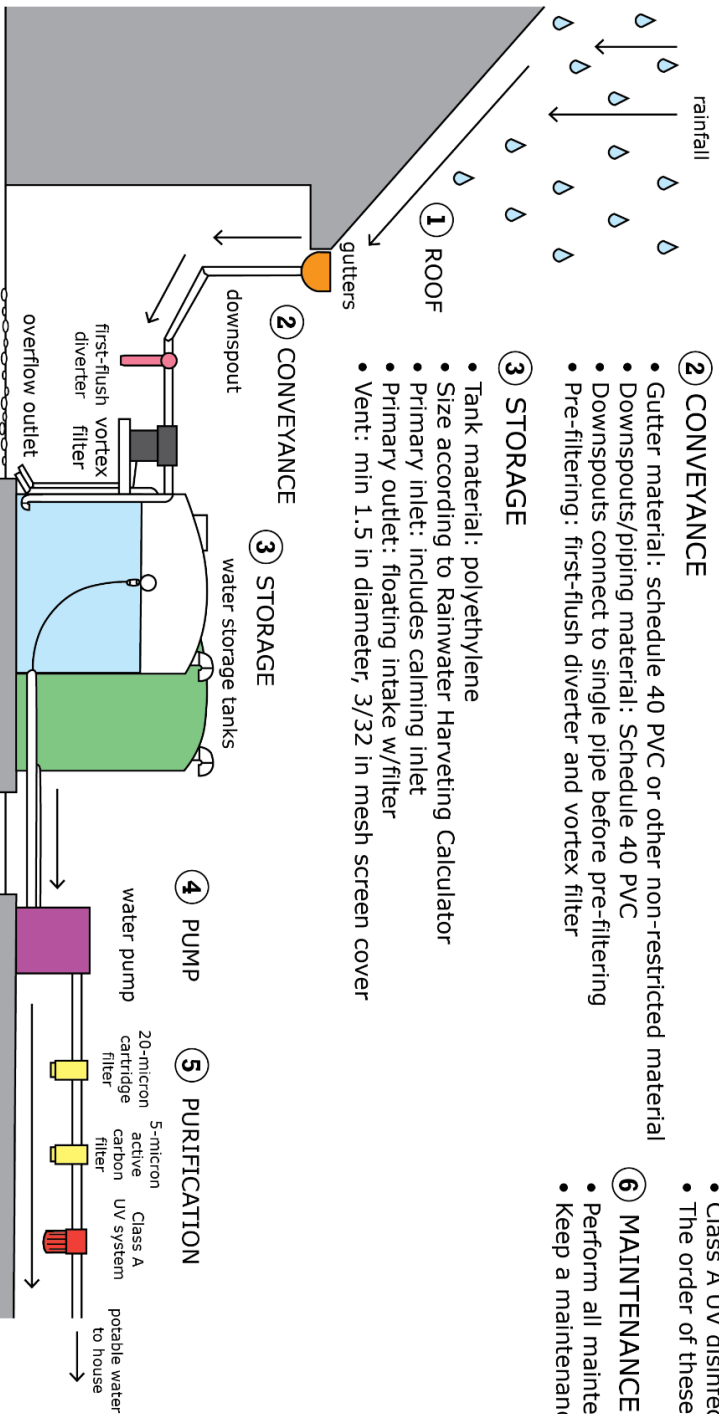 rainfall
1 ROOF
gutters
2 CONVEYANCE
• Gutter material: schedule 40 PVC or other non-restricted material
• Downspouts/piping material: Schedule 40 PVC
• Downspouts connect to single pipe before pre-filtering
• Pre-filtering: first-flush diverter and vortex filter
3 STORAGE
• Tank material: polyethylene
• Size according to Rainwater Harveting Calculator
• Primary inlet: includes calming inlet
• Primary outlet: floating intake w/filter
• Vent: min 1.5 in diameter, 3/32 in mesh screen cover
• Class A UV disinfec
• The order of these
6 MAINTENANCE
• Perform all mainte
• Keep a maintenanc
2 CONVEYANCE
downspout
first-flush
diverter
vortex
filter
overflow outlet
3 STORAGE
water storage tanks
4 PUMP
water pump
5 PURIFICATION
20-micron
cartridge
filter
5-micron
active
carbon
filter
Class A
UV system
potable water
to house